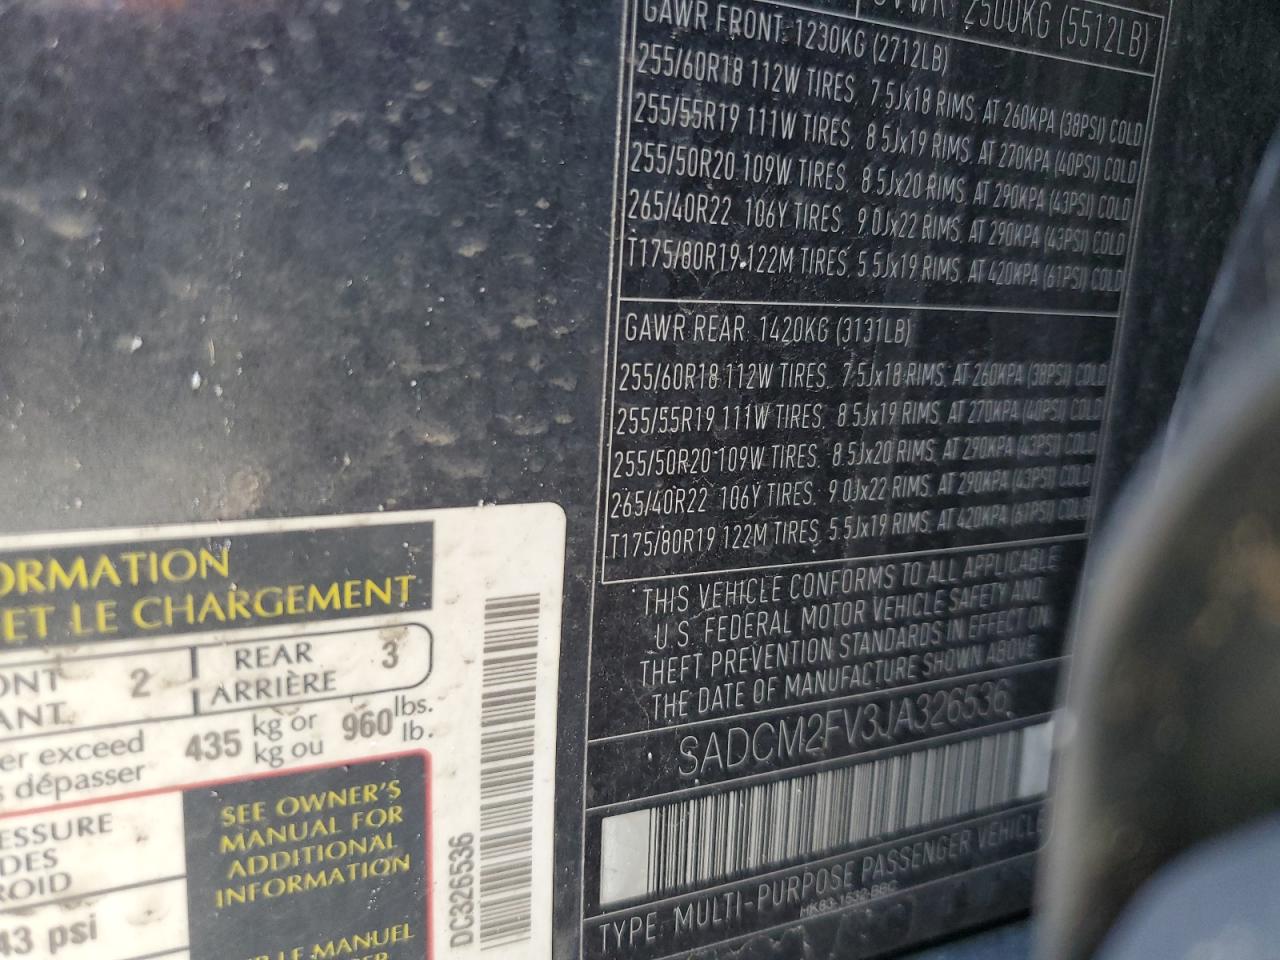 2500KG (5512LB)
GAWR FRONT: 1230KG (2712LB)
255/60R18 112W TIRES, 7.5Jx18 RIMS, AT 260KPA (38PSI) COLD
255/55R19 111W TIRES, 8.5Jx19 RIMS, AT 270KPA (40PSI) COLD
255/50R20 109W TIRES, 8.5Jx20 RIMS, AT 290KPA (43PSI) COLD
265/40R22 106Y TIRES, 9.0Jx22 RIMS, AT 290KPA (43PSI) COLD
T175/80R19 122M TIRES, 5.5Jx19 RIMS, AT 420KPA (61PSI) COLD
GAWR REAR: 1420KG (3131LB)
255/60R18 112W TIRES, 7.5Jx18 RIMS, AT 260KPA (38PSI) COLD
255/55R19 111W TIRES, 8.5Jx19 RIMS, AT 270KPA (40PSI) COLD
255/50R20 109W TIRES, 8.5Jx20 RIMS, AT 290KPA (43PSI) COLD
265/40R22 106Y TIRES, 9.0Jx22 RIMS, AT 290KPA (43PSI) COLD
T175/80R19 122M TIRES, 5.5Jx19 RIMS, AT 420KPA (61PSI) COLD
THIS VEHICLE CONFORMS TO ALL APPLICABLE
U.S. FEDERAL MOTOR VEHICLE SAFETY AND
THEFT PREVENTION STANDARDS IN EFFECT ON
THE DATE OF MANUFACTURE SHOWN ABOVE
SADCM2FV3JA326536
TYPE: MULTI-PURPOSE PASSENGER VEHICLE
ORMATION
ET LE CHARGEMENT
ONT 2 REAR 3
ANT ARRIÈRE
er exceed 435 kg or 960 lbs.
s dépasser kg ou lb.
ESSURE
DES
ROID
43 psi
SEE OWNER'S
MANUAL FOR
ADDITIONAL
INFORMATION
LE MANUEL
DC326536